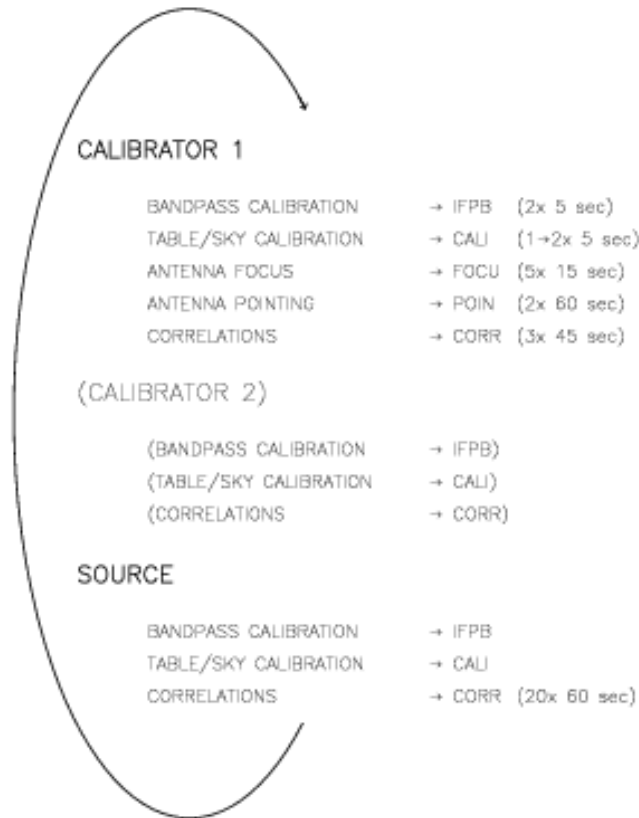 CALIBRATOR 1
BANDPASS CALIBRATION → IFPB (2x 5 sec)
TABLE/SKY CALIBRATION → CALI (1→2x 5 sec)
ANTENNA FOCUS → FOCU (5x 15 sec)
ANTENNA POINTING → POIN (2x 60 sec)
CORRELATIONS → CORR (3x 45 sec)
(CALIBRATOR 2)
(BANDPASS CALIBRATION → IFPB)
(TABLE/SKY CALIBRATION → CALI)
(CORRELATIONS → CORR)
SOURCE
BANDPASS CALIBRATION → IFPB
TABLE/SKY CALIBRATION → CALI
CORRELATIONS → CORR (20x 60 sec)